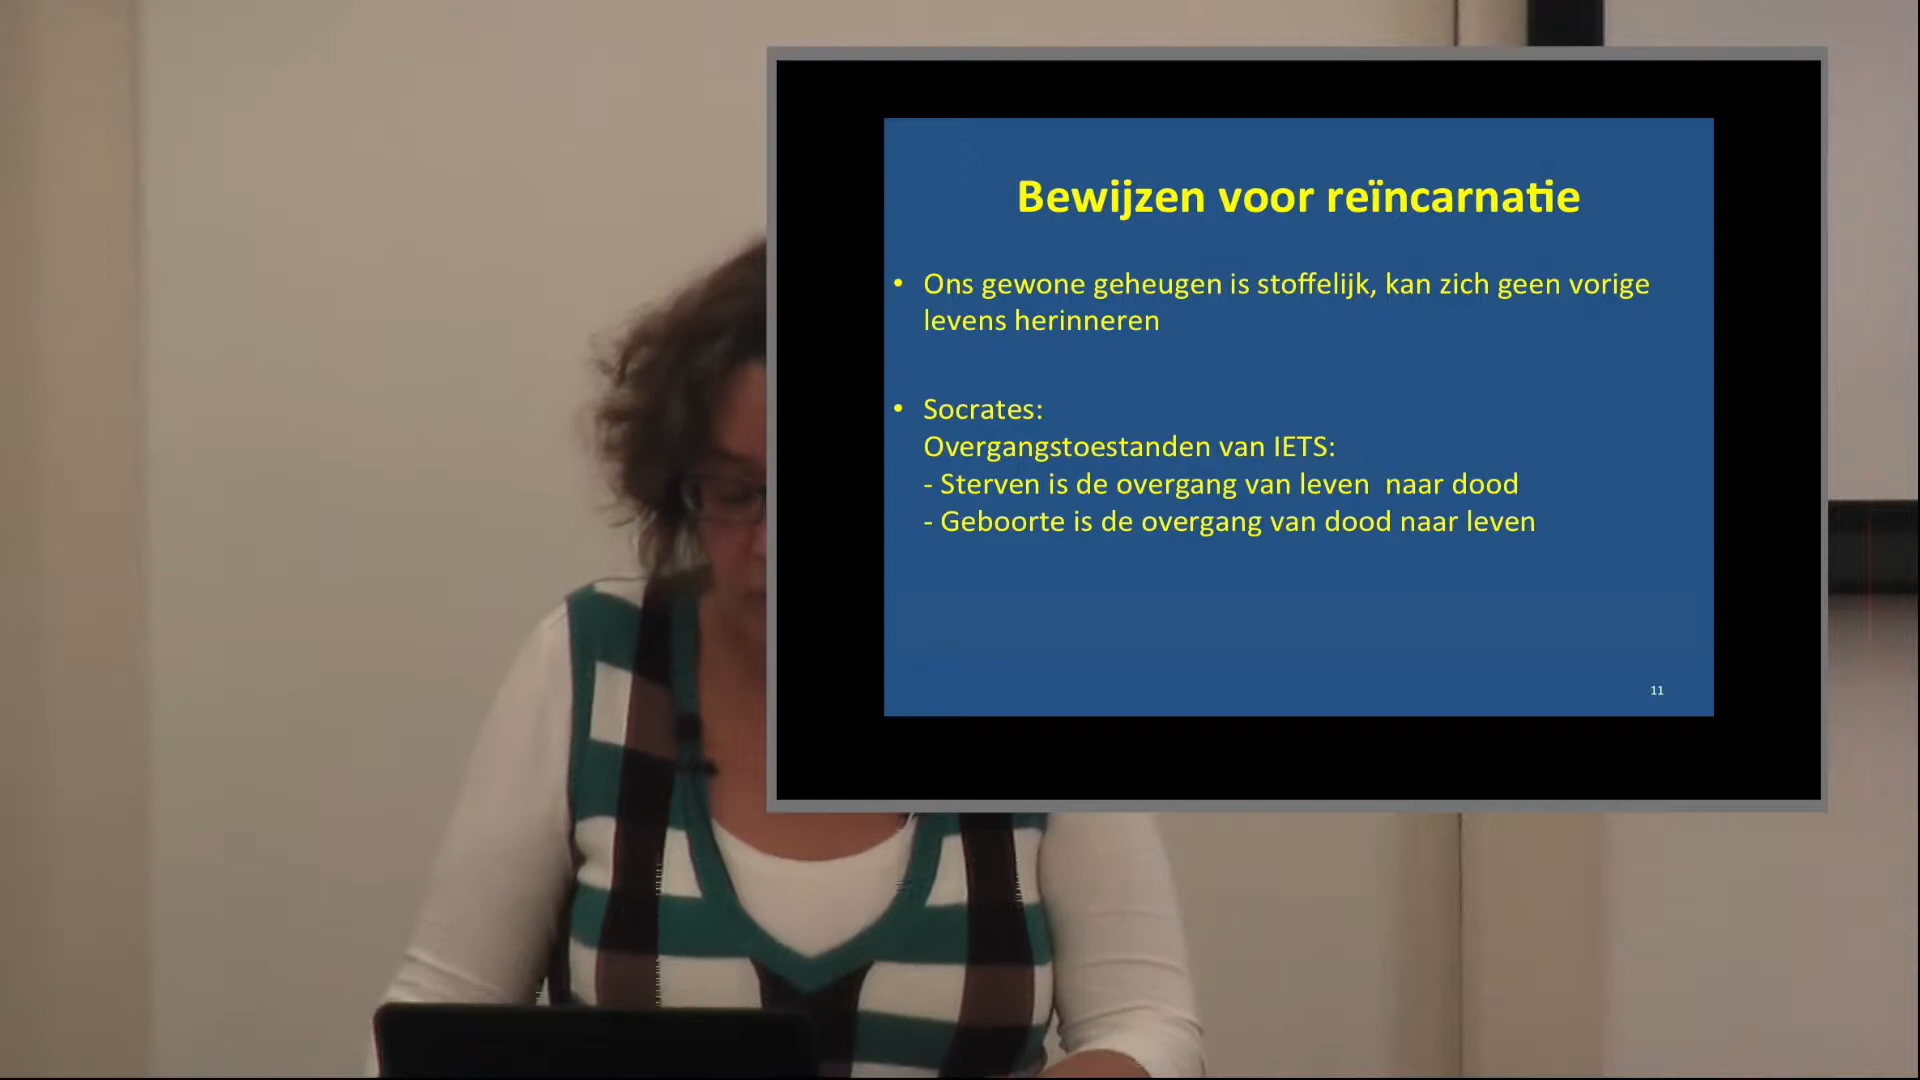 Bewijzen voor reïncarnatie
• Ons gewone geheugen is stoffelijk, kan zich geen vorige
levens herinneren
• Socrates:
Overgangstoestanden van IETS:
- Sterven is de overgang van leven  naar dood
- Geboorte is de overgang van dood naar leven
11